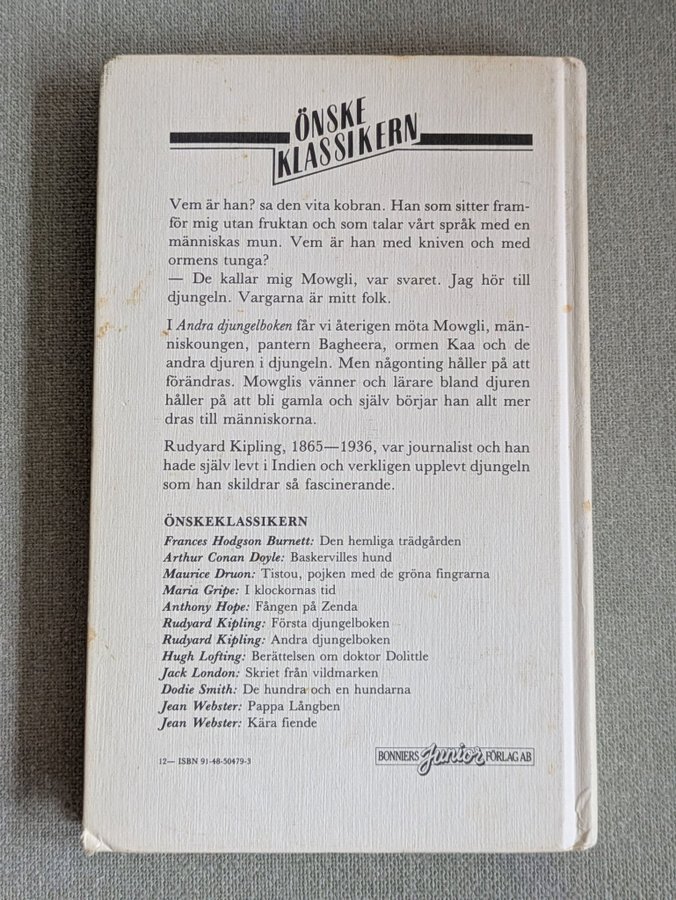 ÖNSKE
KLASSIKERN
Vem är han? sa den vita kobran. Han som sitter fram-
för mig utan fruktan och som talar vårt språk med en
människas mun. Vem är han med kniven och med
ormens tunga?
— De kallar mig Mowgli, var svaret. Jag hör till
djungeln. Vargarna är mitt folk.
I Andra djungelboken får vi återigen möta Mowgli, män-
niskoungen, pantern Bagheera, ormen Kaa och de
andra djuren i djungeln. Men någonting håller på att
förändras. Mowglis vänner och lärare bland djuren
håller på att bli gamla och själv börjar han allt mer
dras till människorna.
Rudyard Kipling, 1865—1936, var journalist och han
hade själv levt i Indien och verkligen upplevt djungeln
som han skildrar så fascinerande.
ÖNSKEKLASSIKERN
Frances Hodgson Burnett: Den hemliga trädgården
Arthur Conan Doyle: Baskervilles hund
Maurice Druon: Tistou, pojken med de gröna fingrarna
Maria Gripe: I klockornas tid
Anthony Hope: Fången på Zenda
Rudyard Kipling: Första djungelboken
Rudyard Kipling: Andra djungelboken
Hugh Lofting: Berättelsen om doktor Dolittle
Jack London: Skriet från vildmarken
Dodie Smith: De hundra och en hundarna
Jean Webster: Pappa Långben
Jean Webster: Kära fiende
12— ISBN 91-48-50479-3
BONNIERS Junior FÖRLAG AB